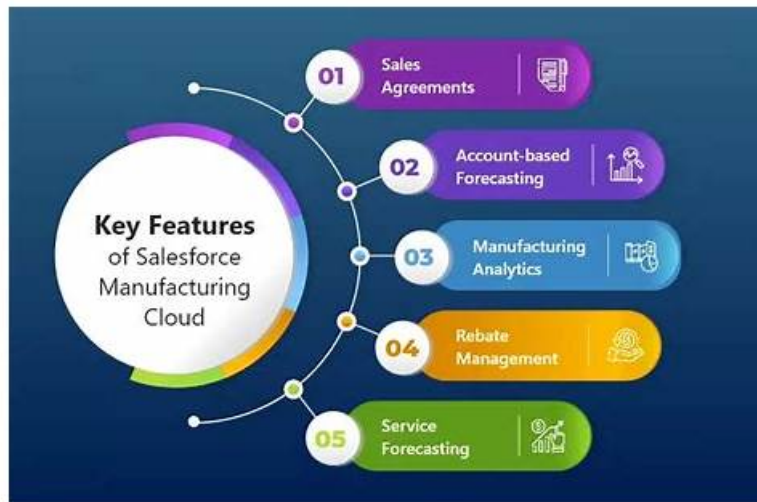 Key Features
of Salesforce
Manufacturing
Cloud
01
Sales
Agreements
02
Account-based
Forecasting
03
Manufacturing
Analytics
04
Rebate
Management
05
Service
Forecasting